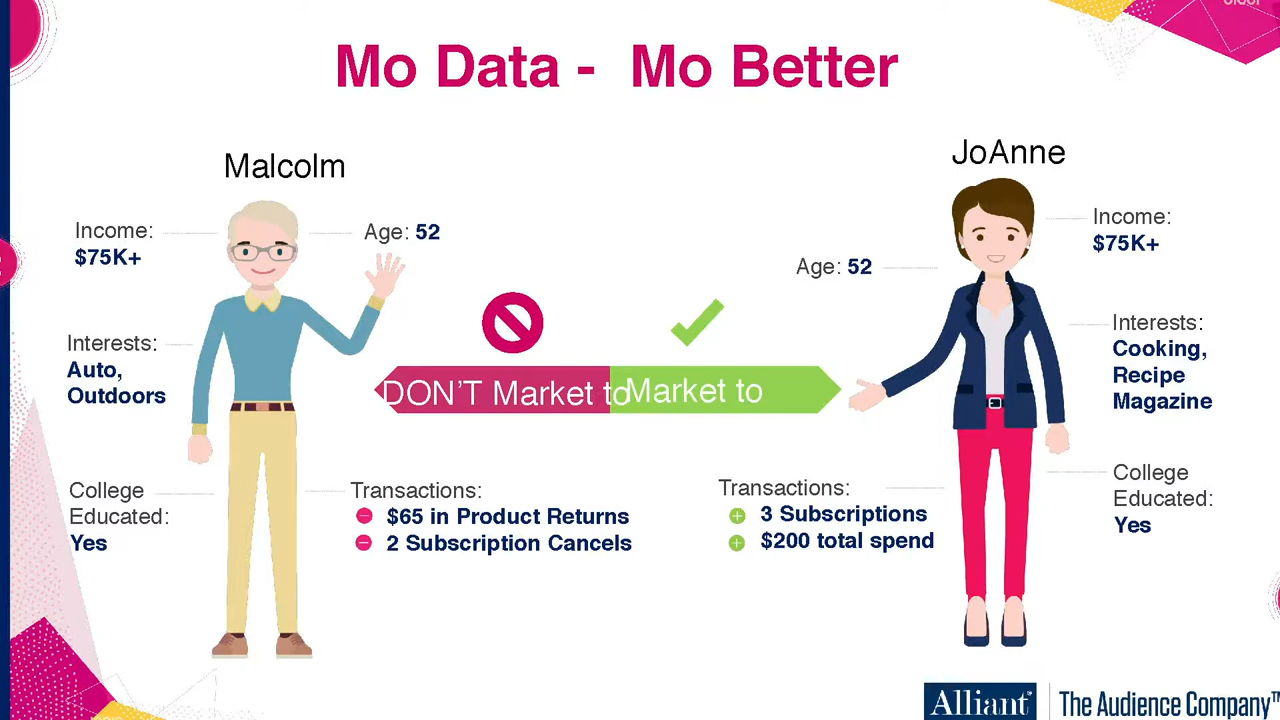 Mo Data - Mo Better
Malcolm
Income:
$75K+
Age: 52
Interests:
Auto,
Outdoors
College
Educated:
Yes
Transactions:
$65 in Product Returns
2 Subscription Cancels
DON'T Market to
Market to
JoAnne
Income:
$75K+
Age: 52
Interests:
Cooking,
Recipe
Magazine
College
Educated:
Yes
Transactions:
3 Subscriptions
$200 total spend
Alliant®
The Audience Company™